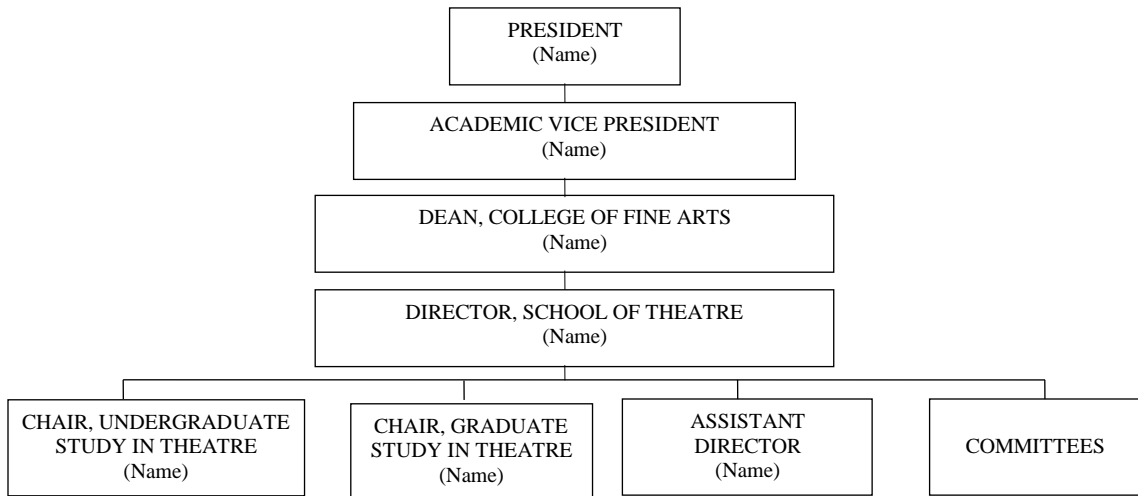 PRESIDENT
(Name)
ACADEMIC VICE PRESIDENT
(Name)
DEAN, COLLEGE OF FINE ARTS
(Name)
DIRECTOR, SCHOOL OF THEATRE
(Name)
CHAIR, UNDERGRADUATE
STUDY IN THEATRE
(Name)
CHAIR, GRADUATE
STUDY IN THEATRE
(Name)
ASSISTANT
DIRECTOR
(Name)
COMMITTEES